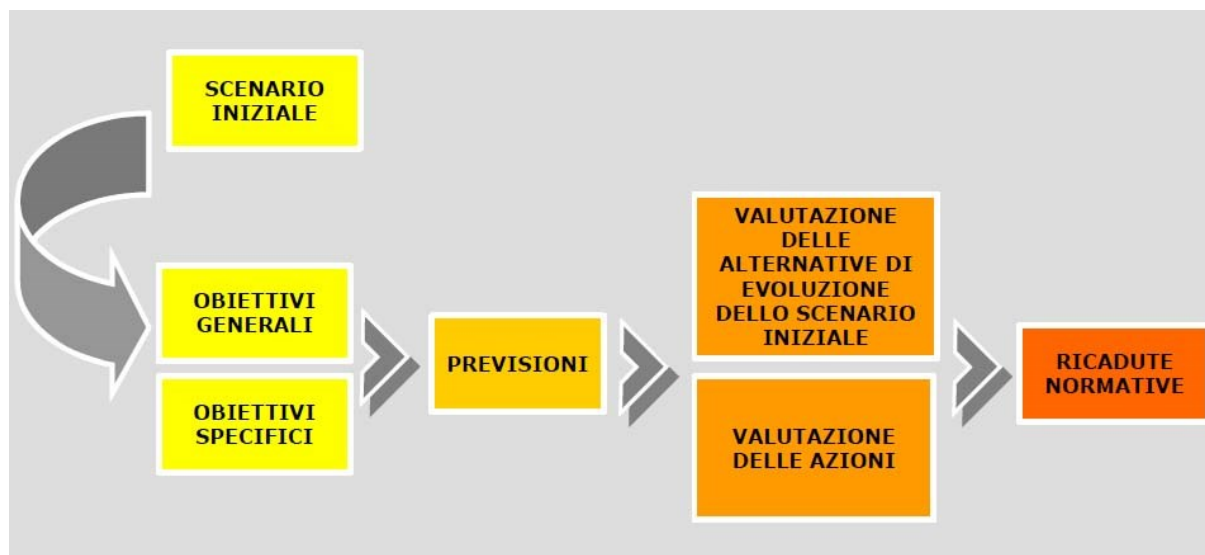 SCENARIO
INIZIALE
OBIETTIVI
GENERALI
OBIETTIVI
SPECIFICI
PREVISIONI
VALUTAZIONE
DELLE
ALTERNATIVE DI
EVOLUZIONE
DELLO SCENARIO
INIZIALE
VALUTAZIONE
DELLE AZIONI
RICADUTE
NORMATIVE